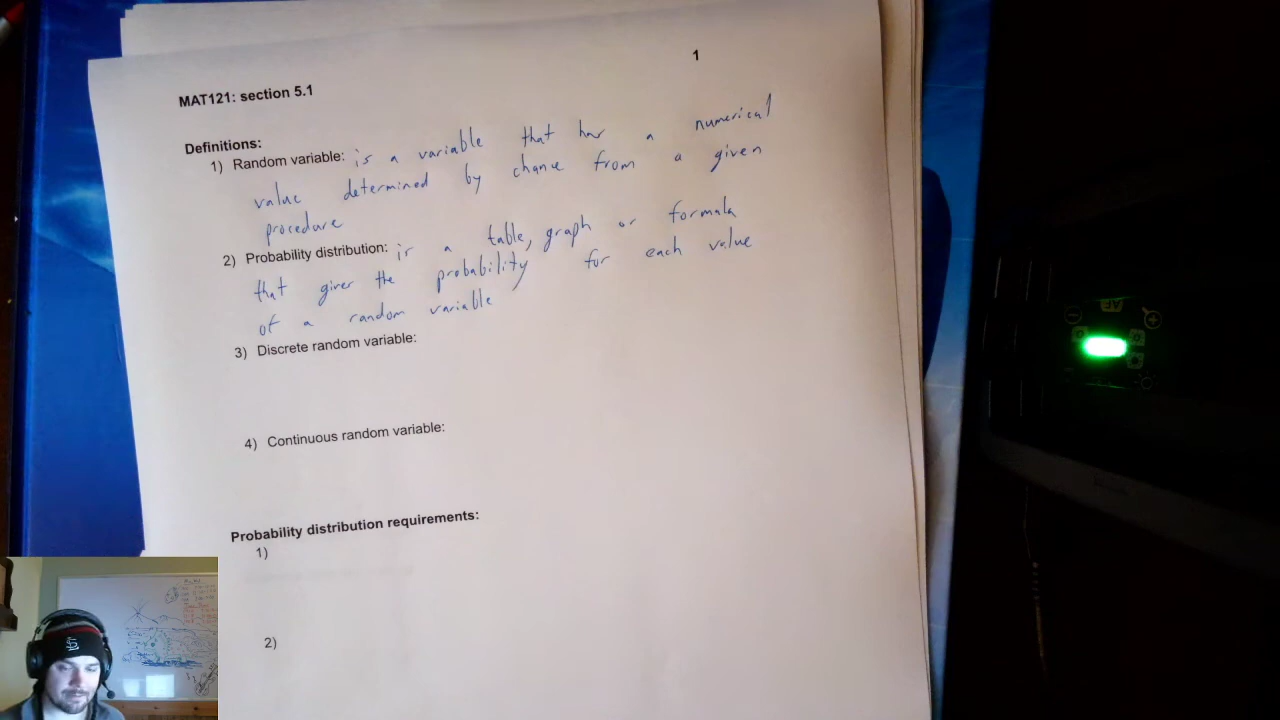 1
MAT121: section 5.1
Definitions:
1) Random variable: is a variable that has a numerical
value determined by chance from a given
procedure
2) Probability distribution: is a table, graph or formula
that gives the probability for each value
of a random variable
3) Discrete random variable:
4) Continuous random variable:
Probability distribution requirements:
1)
2)